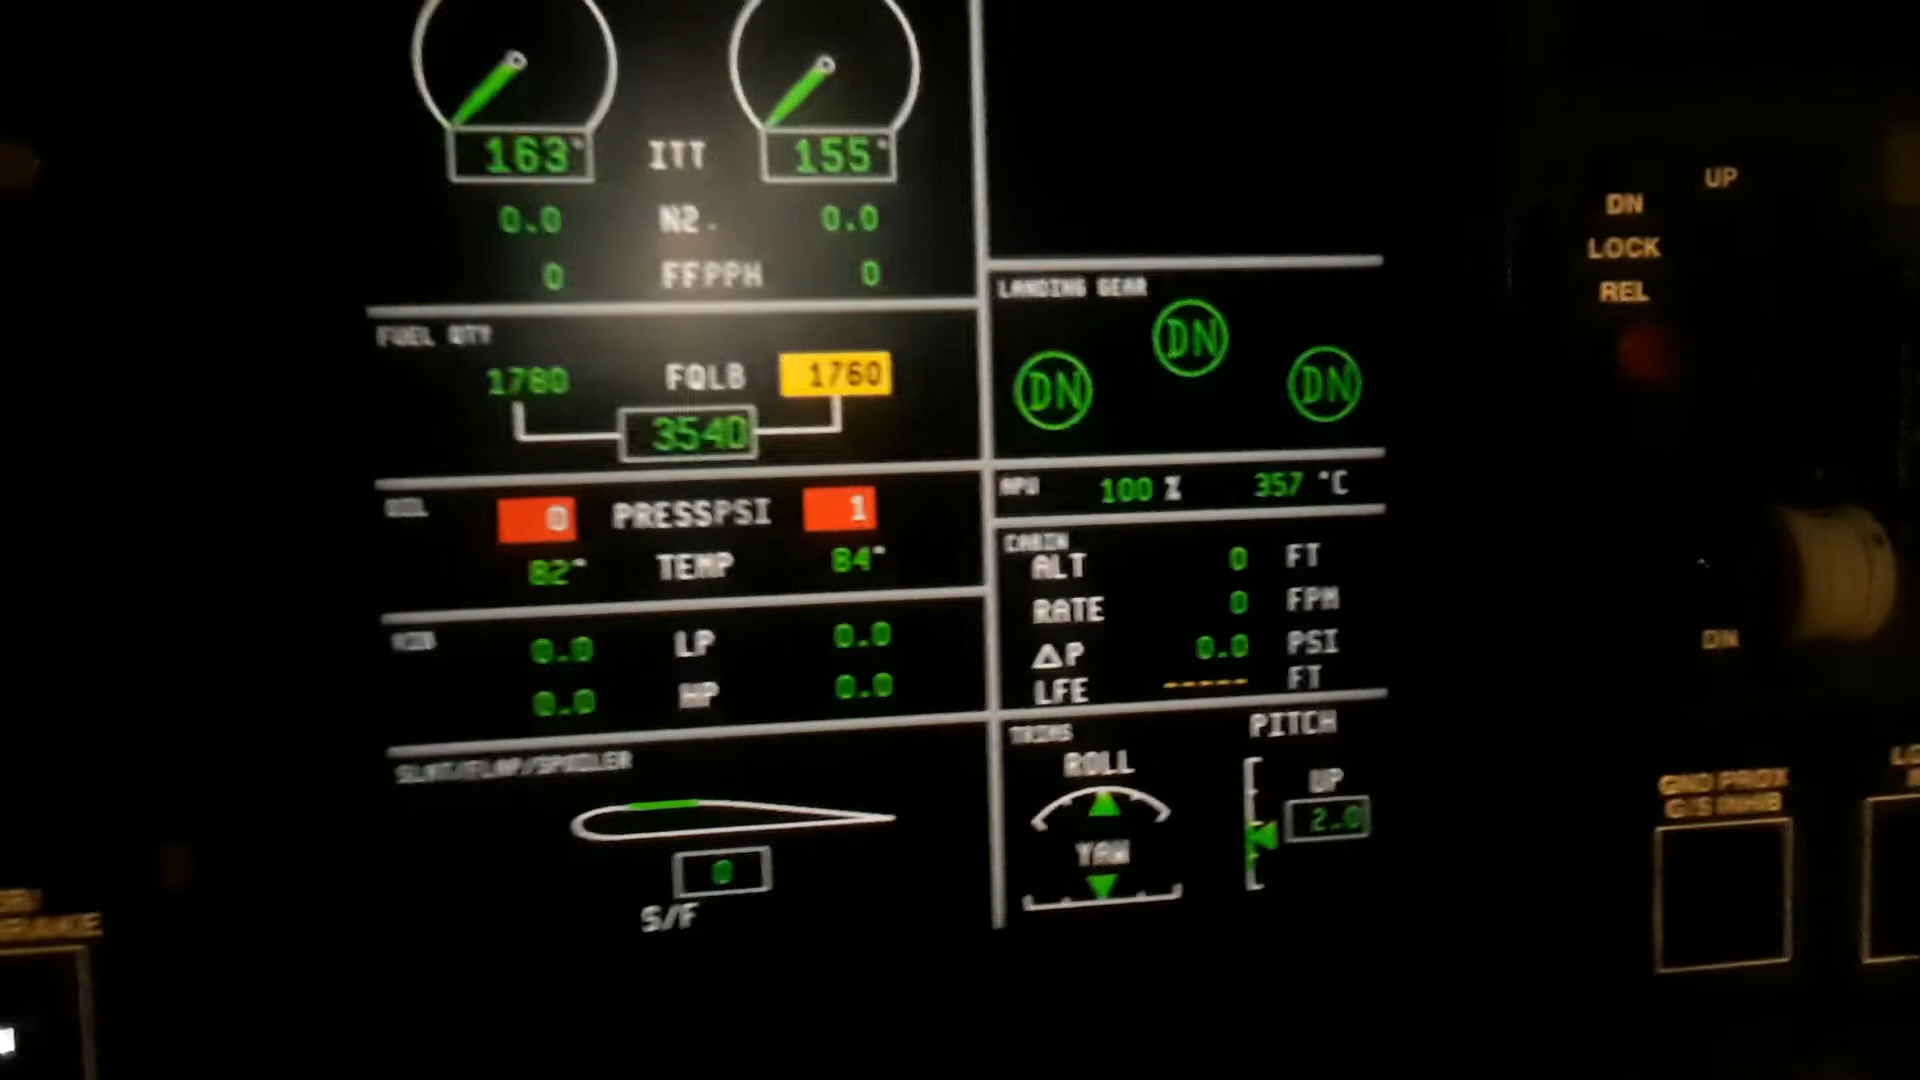 163° ITT 155°
0.0 N2 0.0
0 FFPPH 0
FUEL QTY
1780 FQLB 1760
3540
OIL
0 PRESSPSI 1
82° TEMP 84°
VIB
0.0 LP 0.0
0.0 HP 0.0
SLAT/FLAP/SPOILER
0
S/F
LANDING GEAR
DN
DN
DN
APU 100 % 357 °C
CABIN
ALT 0 FT
RATE 0 FPM
ΔP 0.0 PSI
LFE ----- FT
TRIMS
ROLL
YAW
PITCH
UP
2.0
UP
DN
LOCK
REL
DN
GND PROX
G/S INHIB